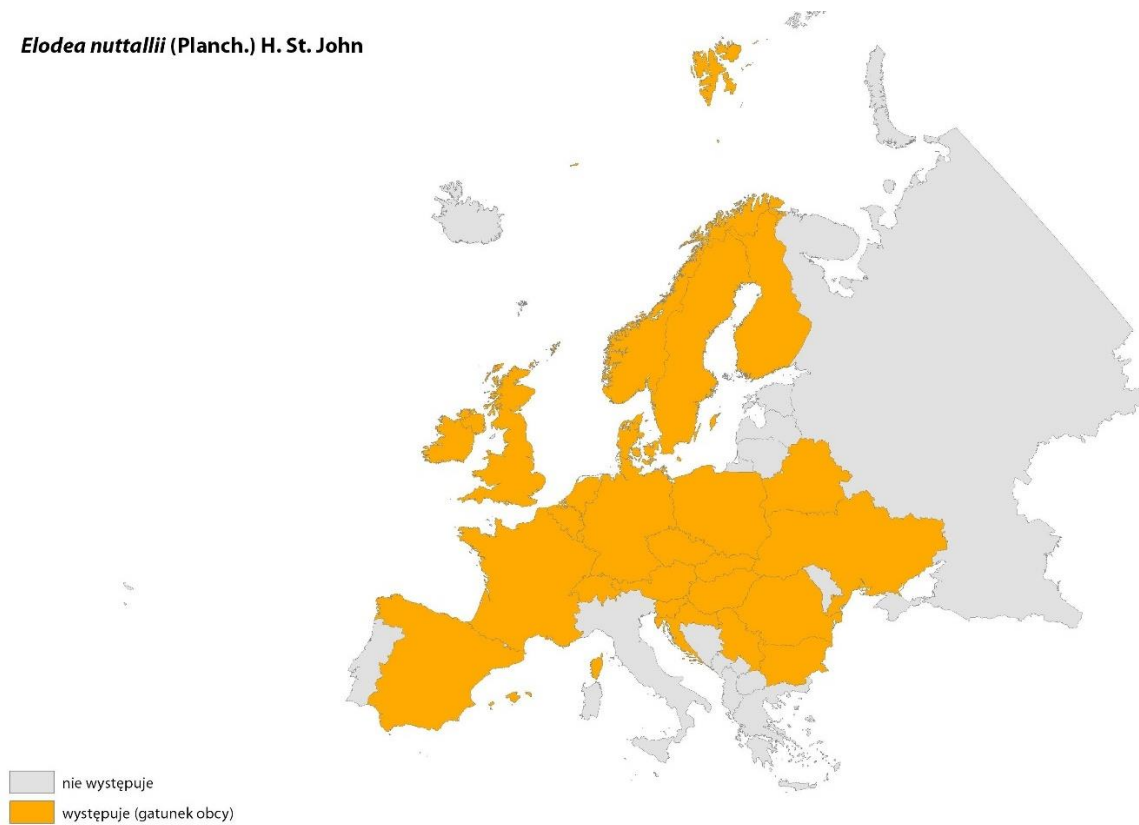 Elodea nuttallii (Planch.) H. St. John
nie występuje
występuje (gatunek obcy)